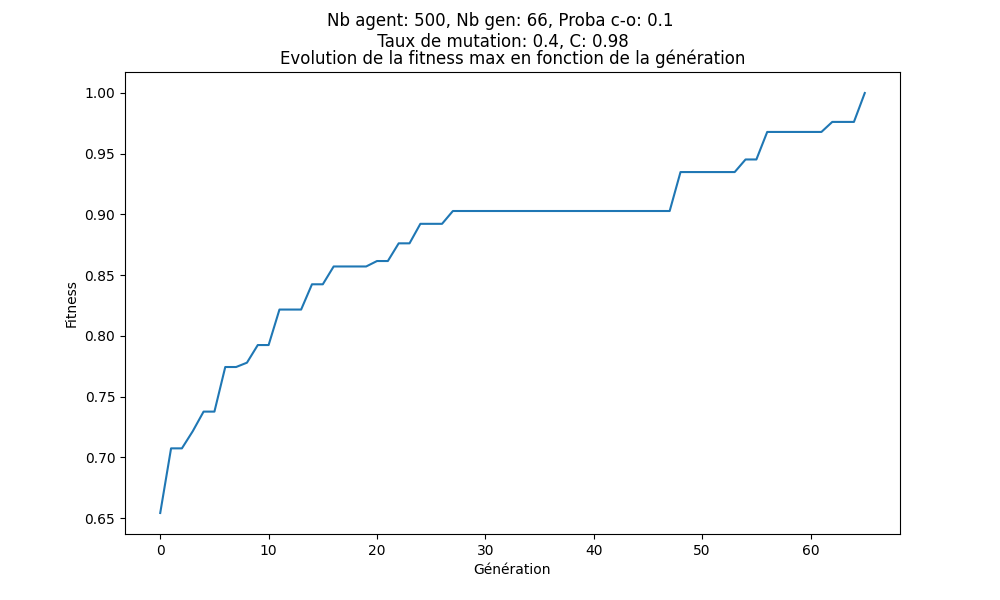 Nb agent: 500, Nb gen: 66, Proba c-o: 0.1
Taux de mutation: 0.4, C: 0.98
Evolution de la fitness max en fonction de la génération
1.00
0.95
0.90
0.85
0.80
0.75
0.70
0.65
Fitness
0 10 20 30 40 50 60
Génération